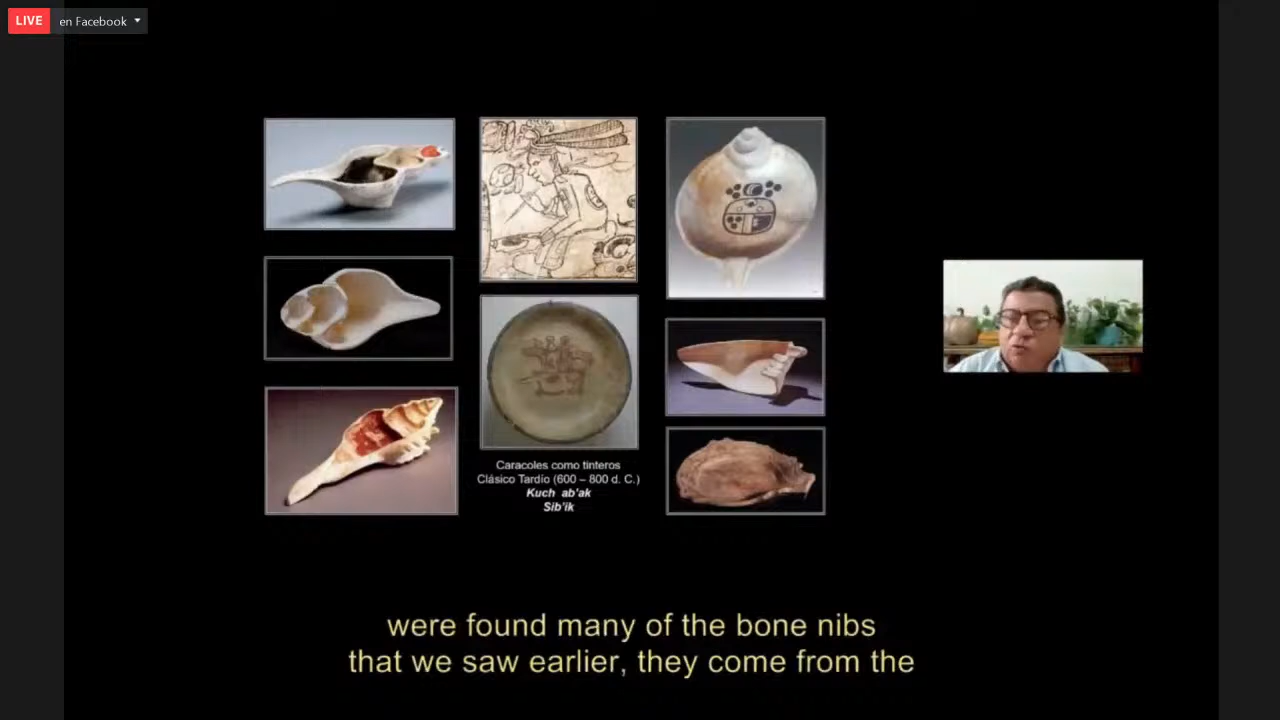 LIVE en Facebook
Caracoles como tinteros
Clásico Tardío (600 – 800 d. C.)
Kuch ab'ak
Sib'ik
were found many of the bone nibs
that we saw earlier, they come from the